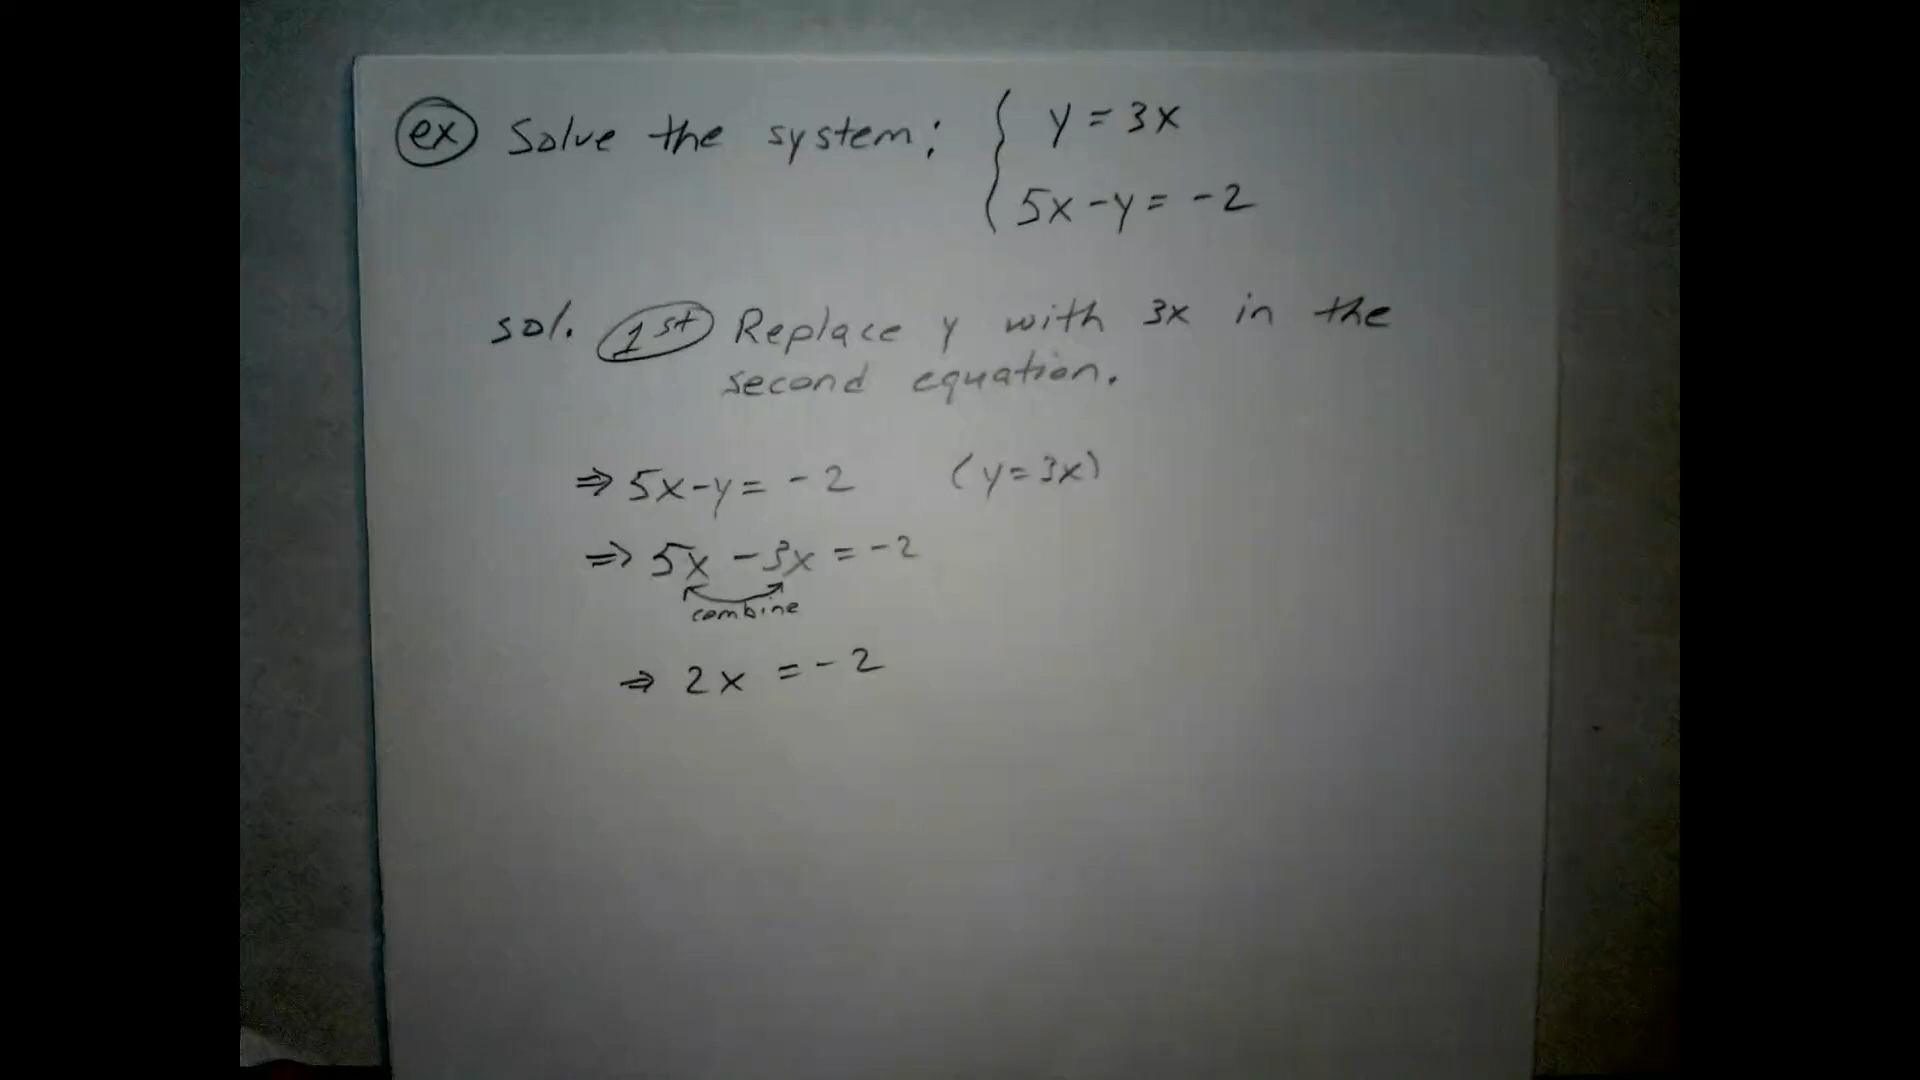 ex Solve the system: { y = 3x
5x - y = -2
sol. 1st Replace y with 3x in the
second equation.
⇒ 5x - y = -2 (y = 3x)
⇒ 5x - 3x = -2
combine
⇒ 2x = -2